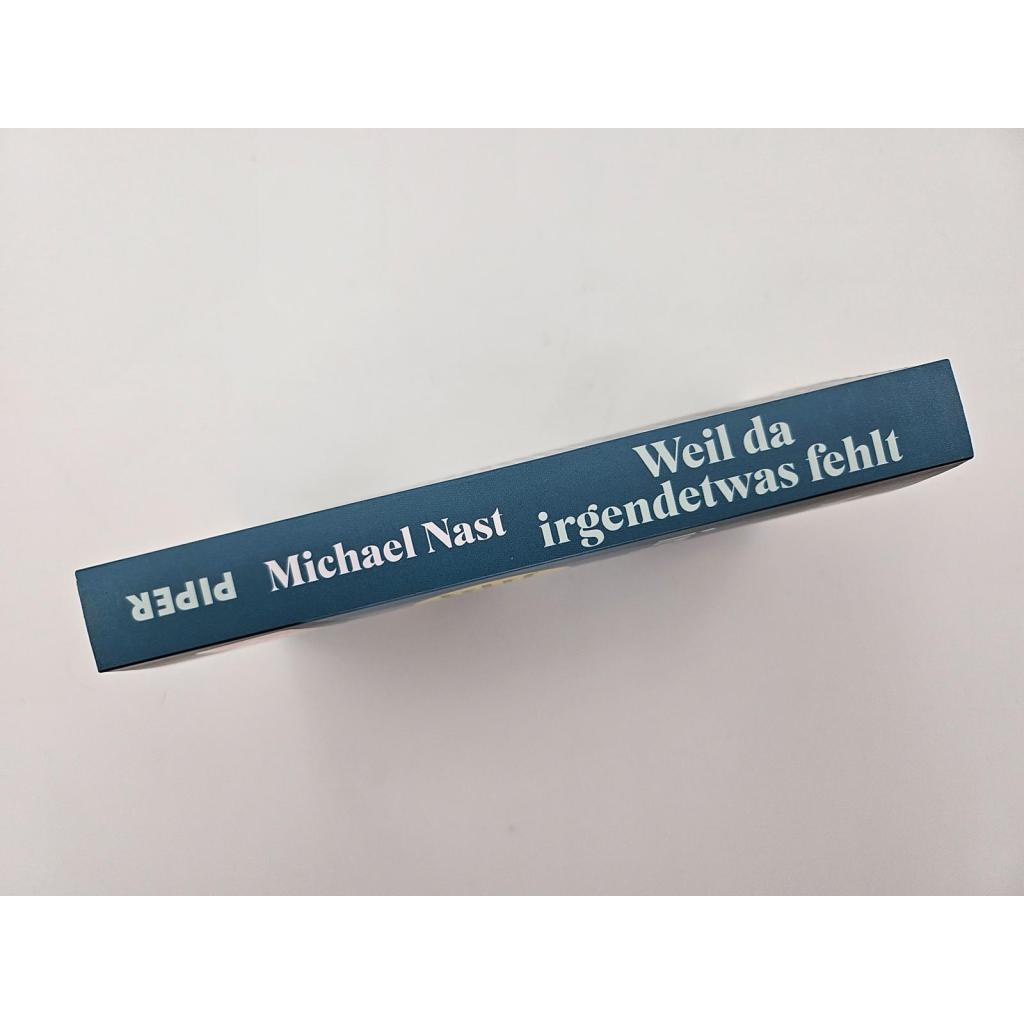 PIPER
Michael Nast
Weil da
irgendetwas fehlt